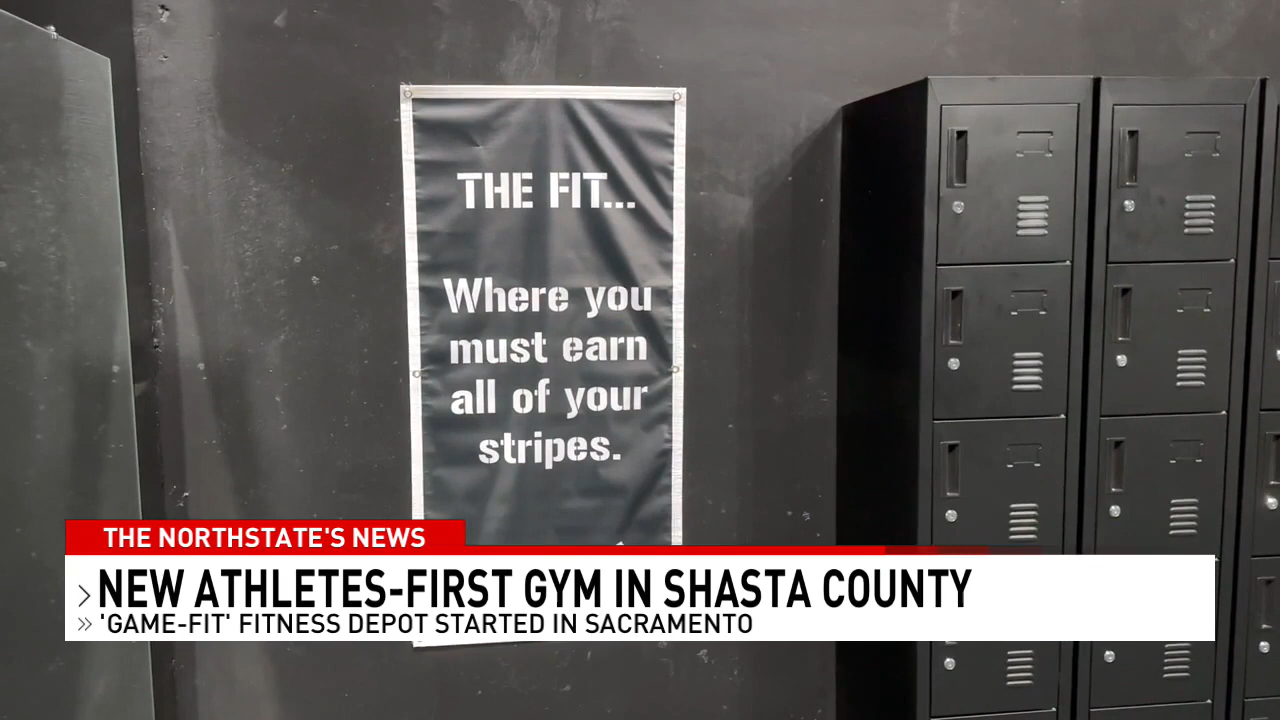 THE FIT...
Where you
must earn
all of your
stripes.
THE NORTHSTATE'S NEWS
NEW ATHLETES-FIRST GYM IN SHASTA COUNTY
'GAME-FIT' FITNESS DEPOT STARTED IN SACRAMENTO